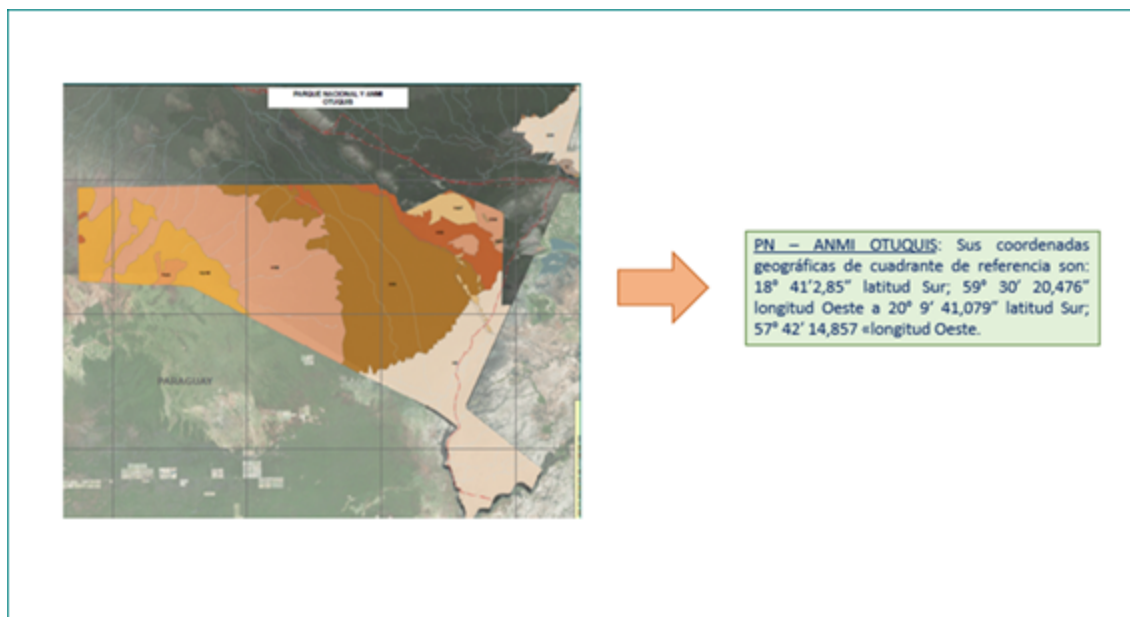 PARQUE NACIONAL Y ANMI
OTUQUIS
PARAGUAY
PN – ANMI OTUQUIS: Sus coordenadas
geográficas de cuadrante de referencia son:
18° 41’2,85” latitud Sur; 59° 30’ 20,476”
longitud Oeste a 20° 9’ 41,079” latitud Sur;
57° 42’ 14,857 «longitud Oeste.